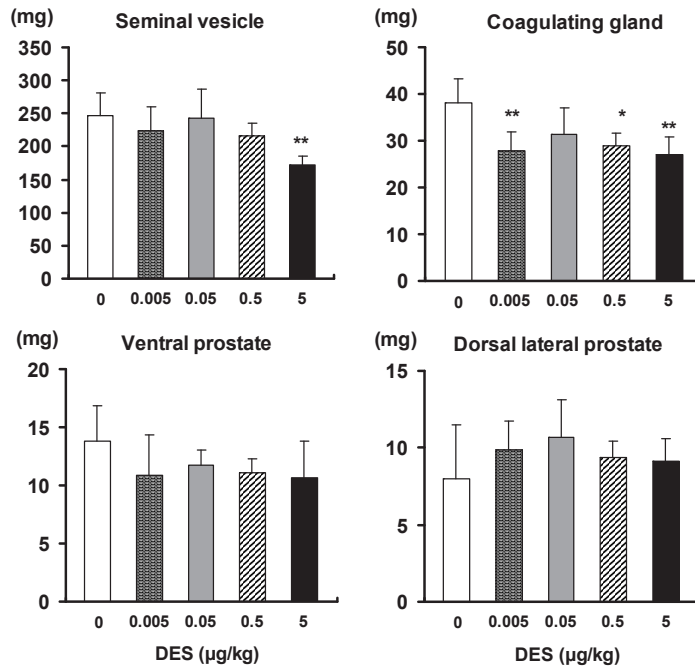 (mg) Seminal vesicle
350
300
250
200
150
100
50
0
**
0 0.005 0.05 0.5 5
(mg) Coagulating gland
50
40
30
20
10
0
** * **
0 0.005 0.05 0.5 5
(mg) Ventral prostate
20
15
10
5
0
0 0.005 0.05 0.5 5
DES (µg/kg)
(mg) Dorsal lateral prostate
15
10
5
0
0 0.005 0.05 0.5 5
DES (µg/kg)